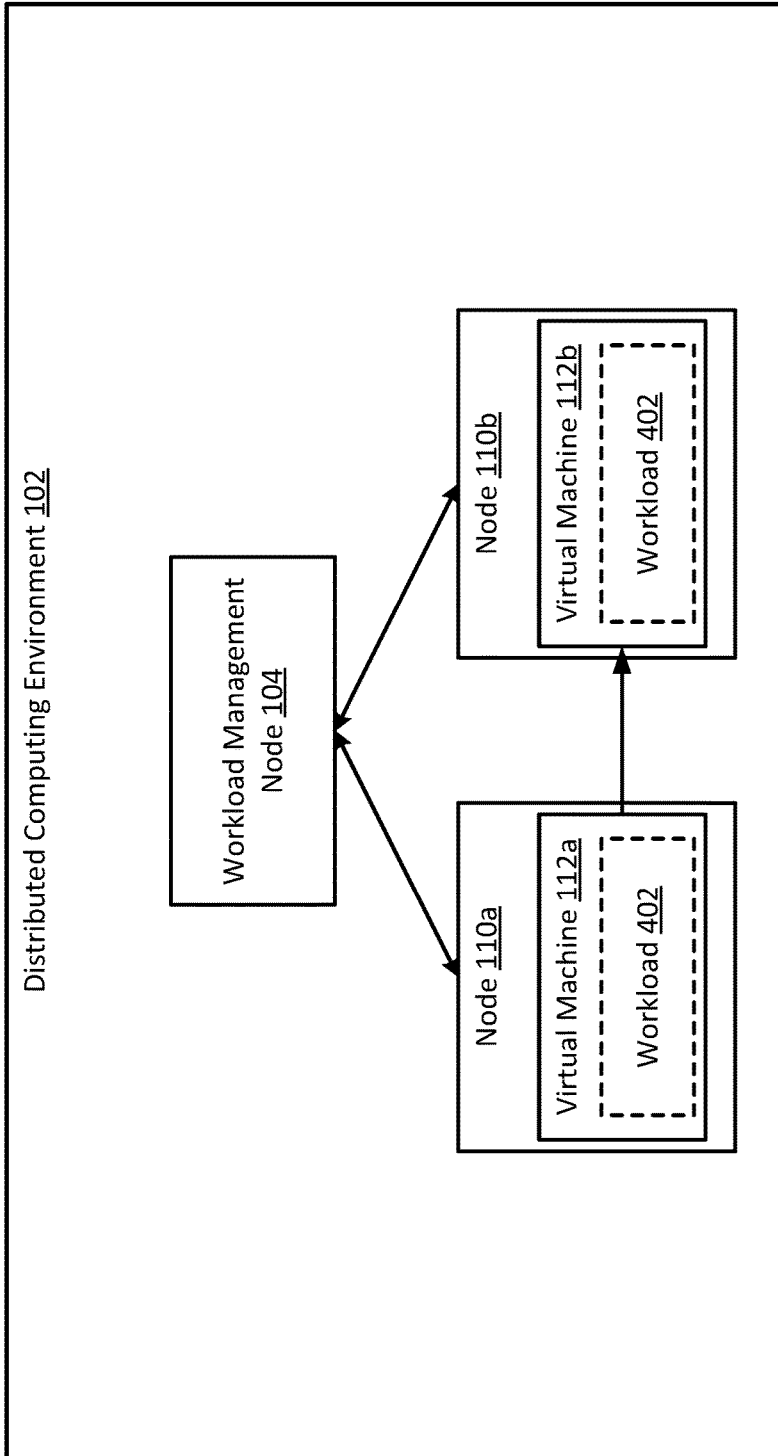 Distributed Computing Environment 102
Workload Management
Node 104
Node 110a
Virtual Machine 112a
Workload 402
Node 110b
Virtual Machine 112b
Workload 402